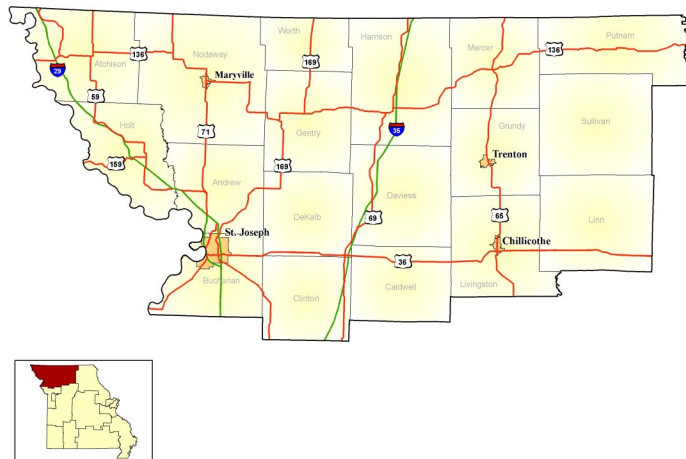 Worth
Harrison
Putnam
Nodaway
Mercer
136
169
136
Atchison
29
Maryville
59
Sullivan
Holt
Grundy
71
Gentry
35
159
169
Trenton
Andrew
Daviess
DeKalb
69
65
Linn
St. Joseph
Chillicothe
36
Buchanan
Clinton
Caldwell
Livingston